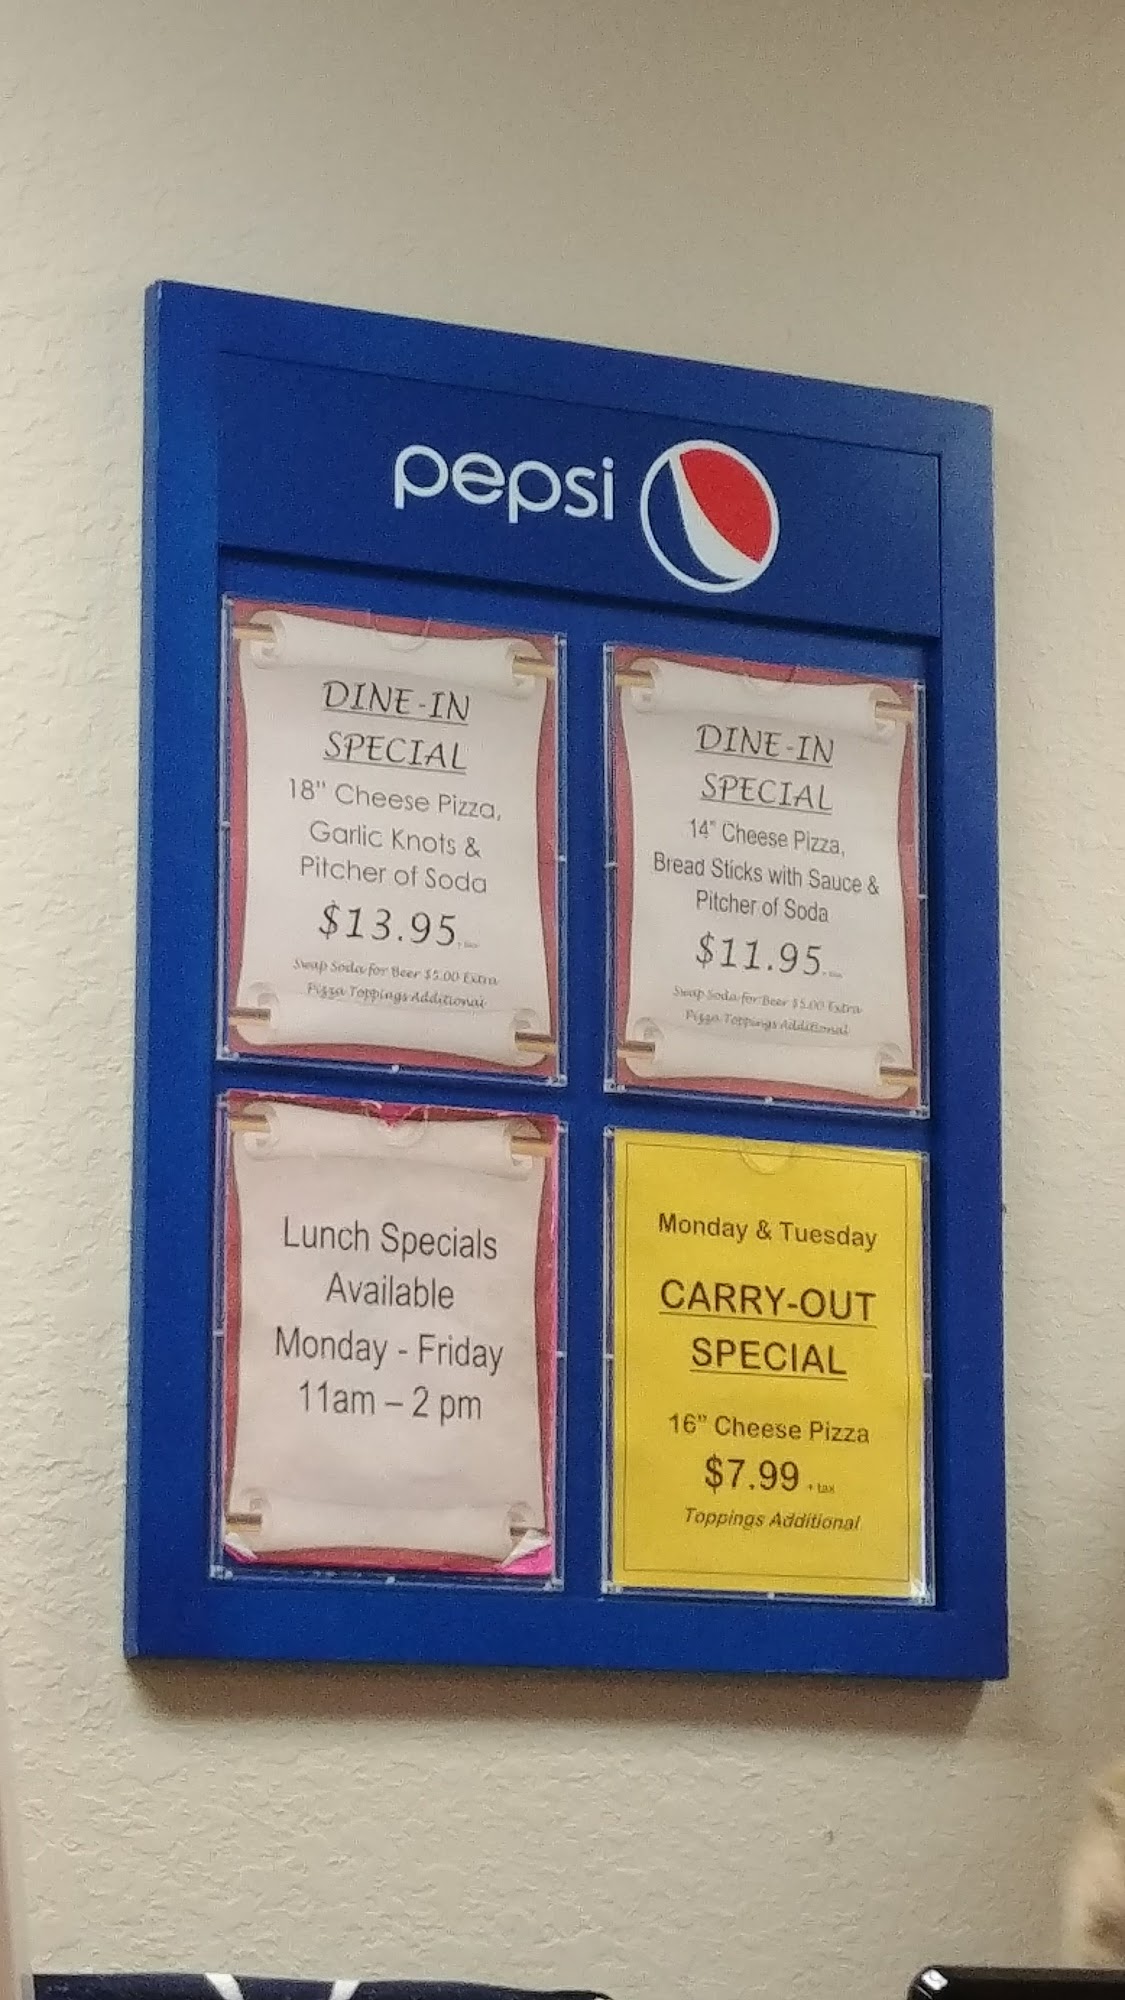 pepsi
DINE-IN
SPECIAL
18" Cheese Pizza,
Garlic Knots &
Pitcher of Soda
$13.95
Swap Soda for Beer $5.00 Extra
Pizza Toppings Additional
DINE-IN
SPECIAL
14" Cheese Pizza,
Bread Sticks with Sauce &
Pitcher of Soda
$11.95
Swap Soda for Beer $5.00 Extra
Pizza Toppings Additional
Lunch Specials
Available
Monday - Friday
11am – 2 pm
Monday & Tuesday
CARRY-OUT
SPECIAL
16" Cheese Pizza
$7.99 + tax
Toppings Additional